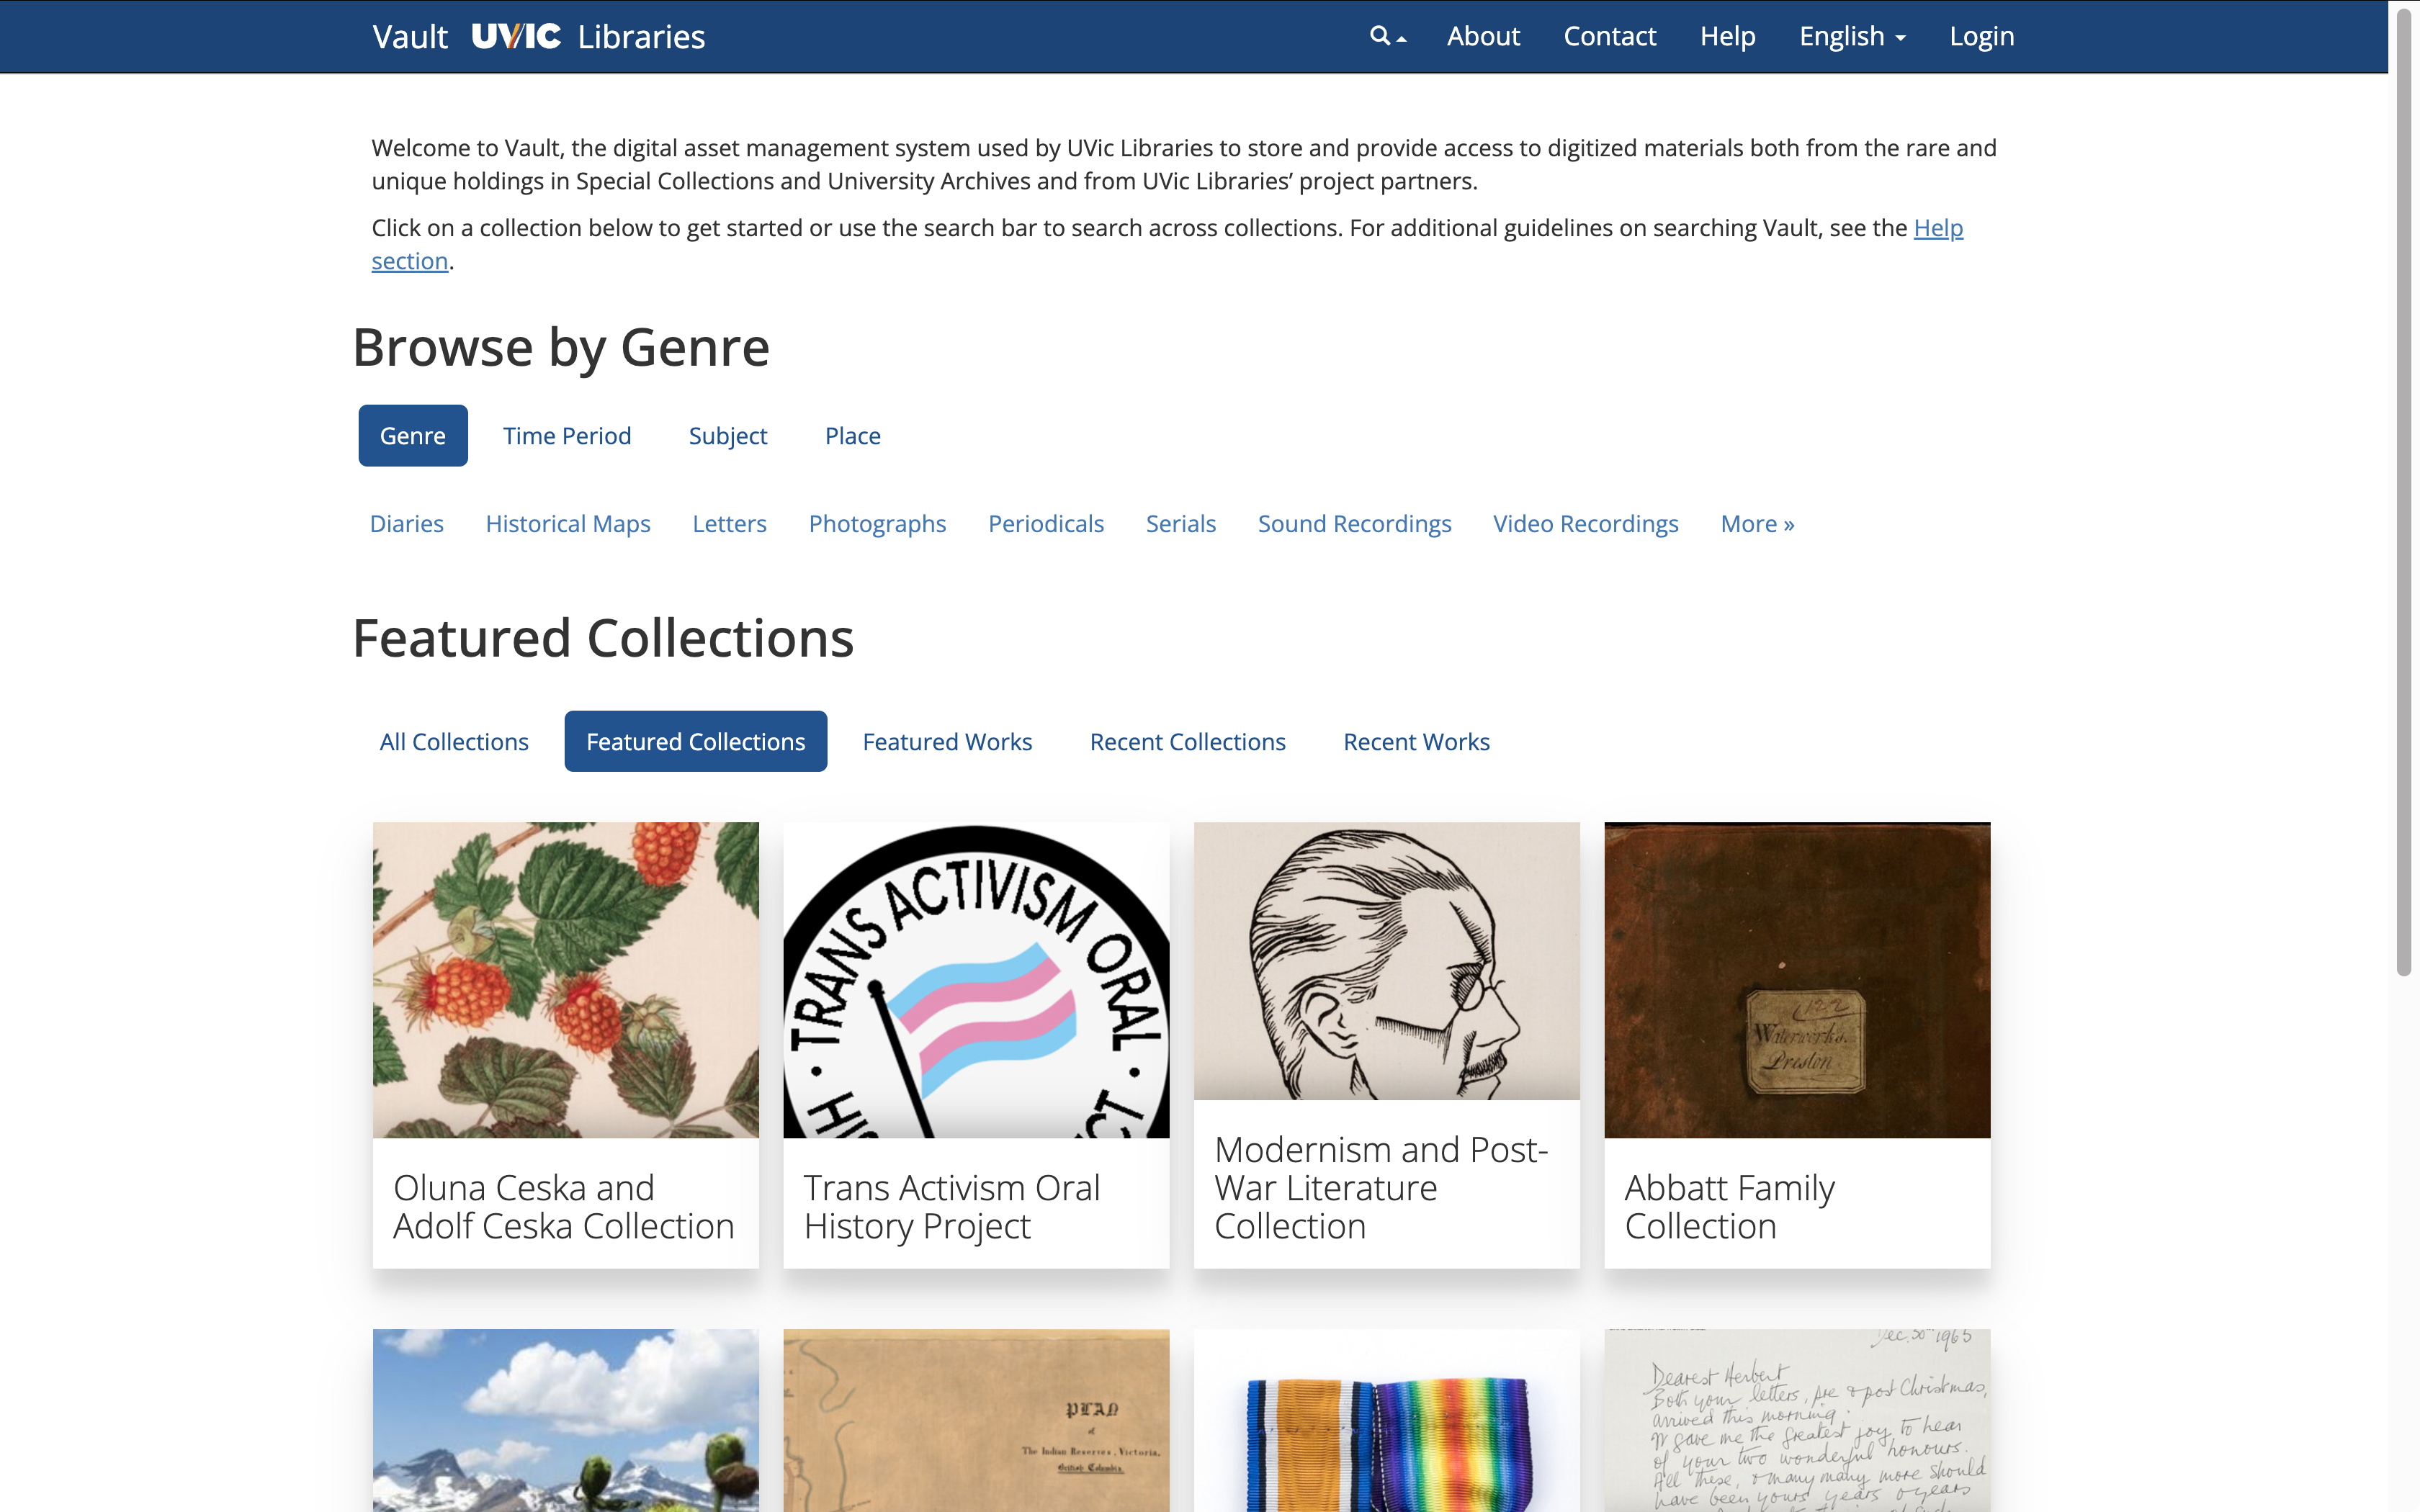 Vault UVIC Libraries
About Contact Help English Login
Welcome to Vault, the digital asset management system used by UVic Libraries to store and provide access to digitized materials both from the rare and
unique holdings in Special Collections and University Archives and from UVic Libraries’ project partners.
Click on a collection below to get started or use the search bar to search across collections. For additional guidelines on searching Vault, see the Help
section.
Browse by Genre
Genre Time Period Subject Place
Diaries Historical Maps Letters Photographs Periodicals Serials Sound Recordings Video Recordings More »
Featured Collections
All Collections Featured Collections Featured Works Recent Collections Recent Works
• TRANS ACTIVISM ORAL •
122
Waterworks.
Preston
Oluna Ceska and
Adolf Ceska Collection
Trans Activism Oral
History Project
Modernism and Post-
War Literature
Collection
Abbatt Family
Collection
PLAN
of
The Indian Reserves, Victoria,
British Columbia.
Dec. 30th 1965
Dearest Herbert
Both your letters, pre & post Christmas,
arrived this morning.
It gave me the greatest joy to hear
of your two wonderful honours.
All these, & many many more should
have been yours years & years